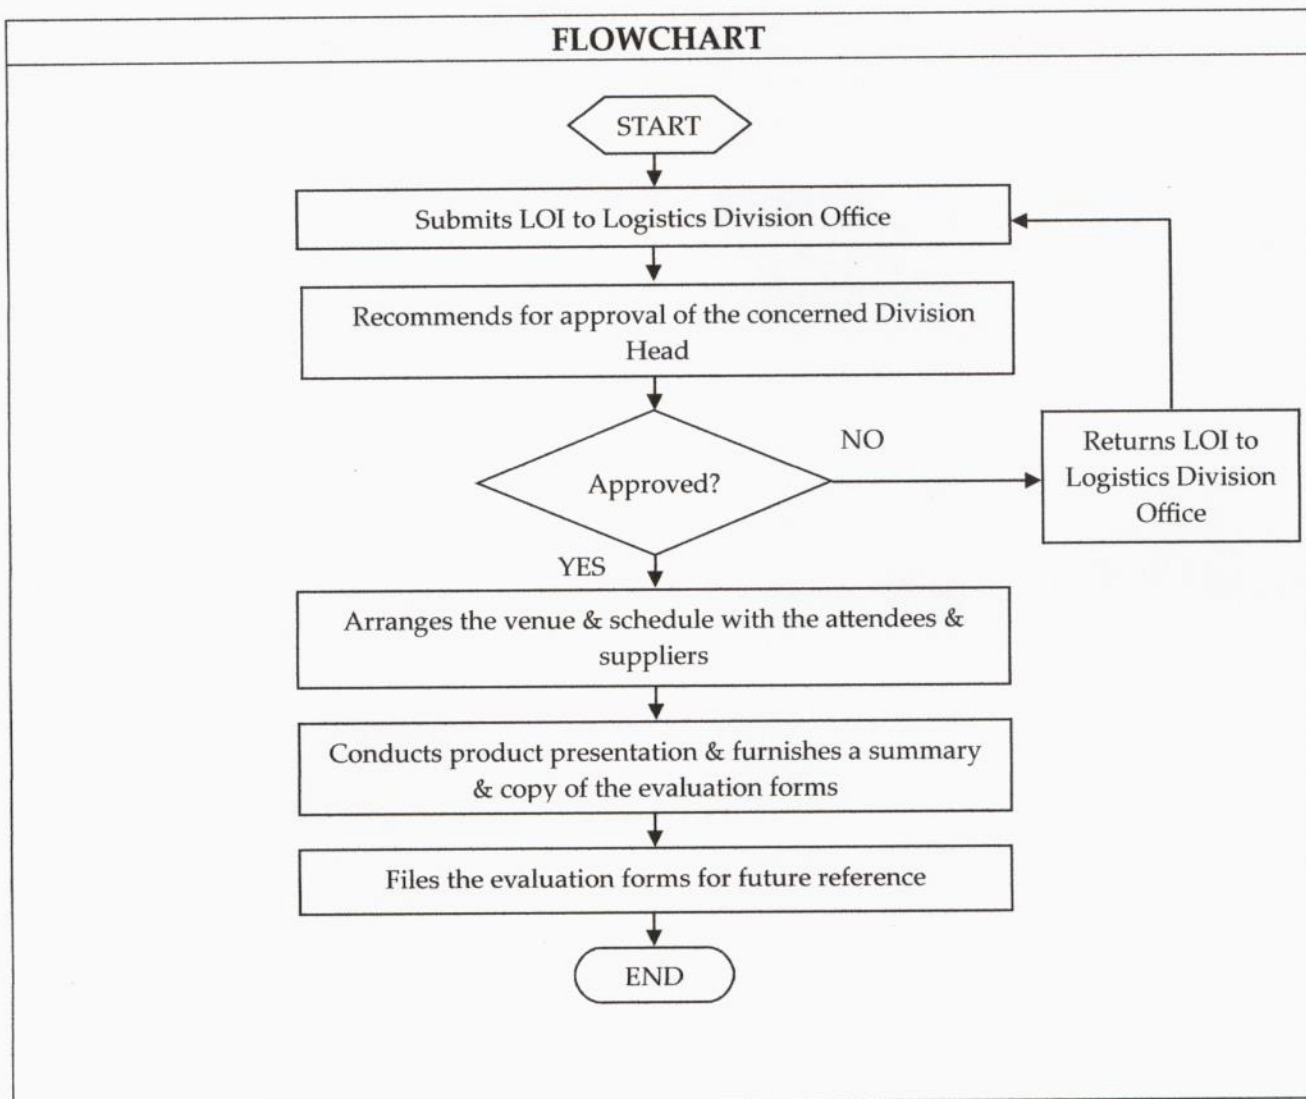 FLOWCHART
START
Submits LOI to Logistics Division Office
Recommends for approval of the concerned Division
Head
Approved?
NO
Returns LOI to
Logistics Division
Office
YES
Arranges the venue & schedule with the attendees &
suppliers
Conducts product presentation & furnishes a summary
& copy of the evaluation forms
Files the evaluation forms for future reference
END